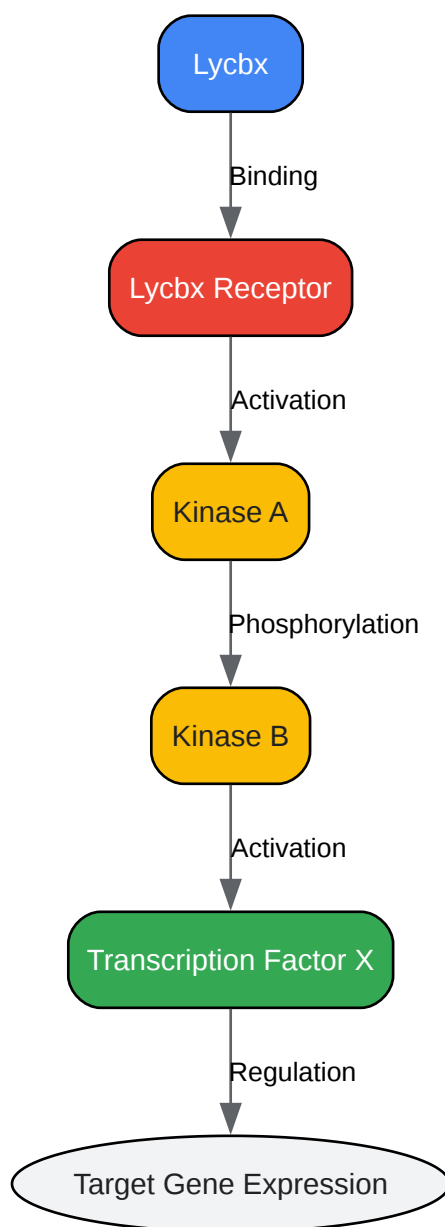 Lycbx
Binding
Lycbx Receptor
Activation
Kinase A
Phosphorylation
Kinase B
Activation
Transcription Factor X
Regulation
Target Gene Expression